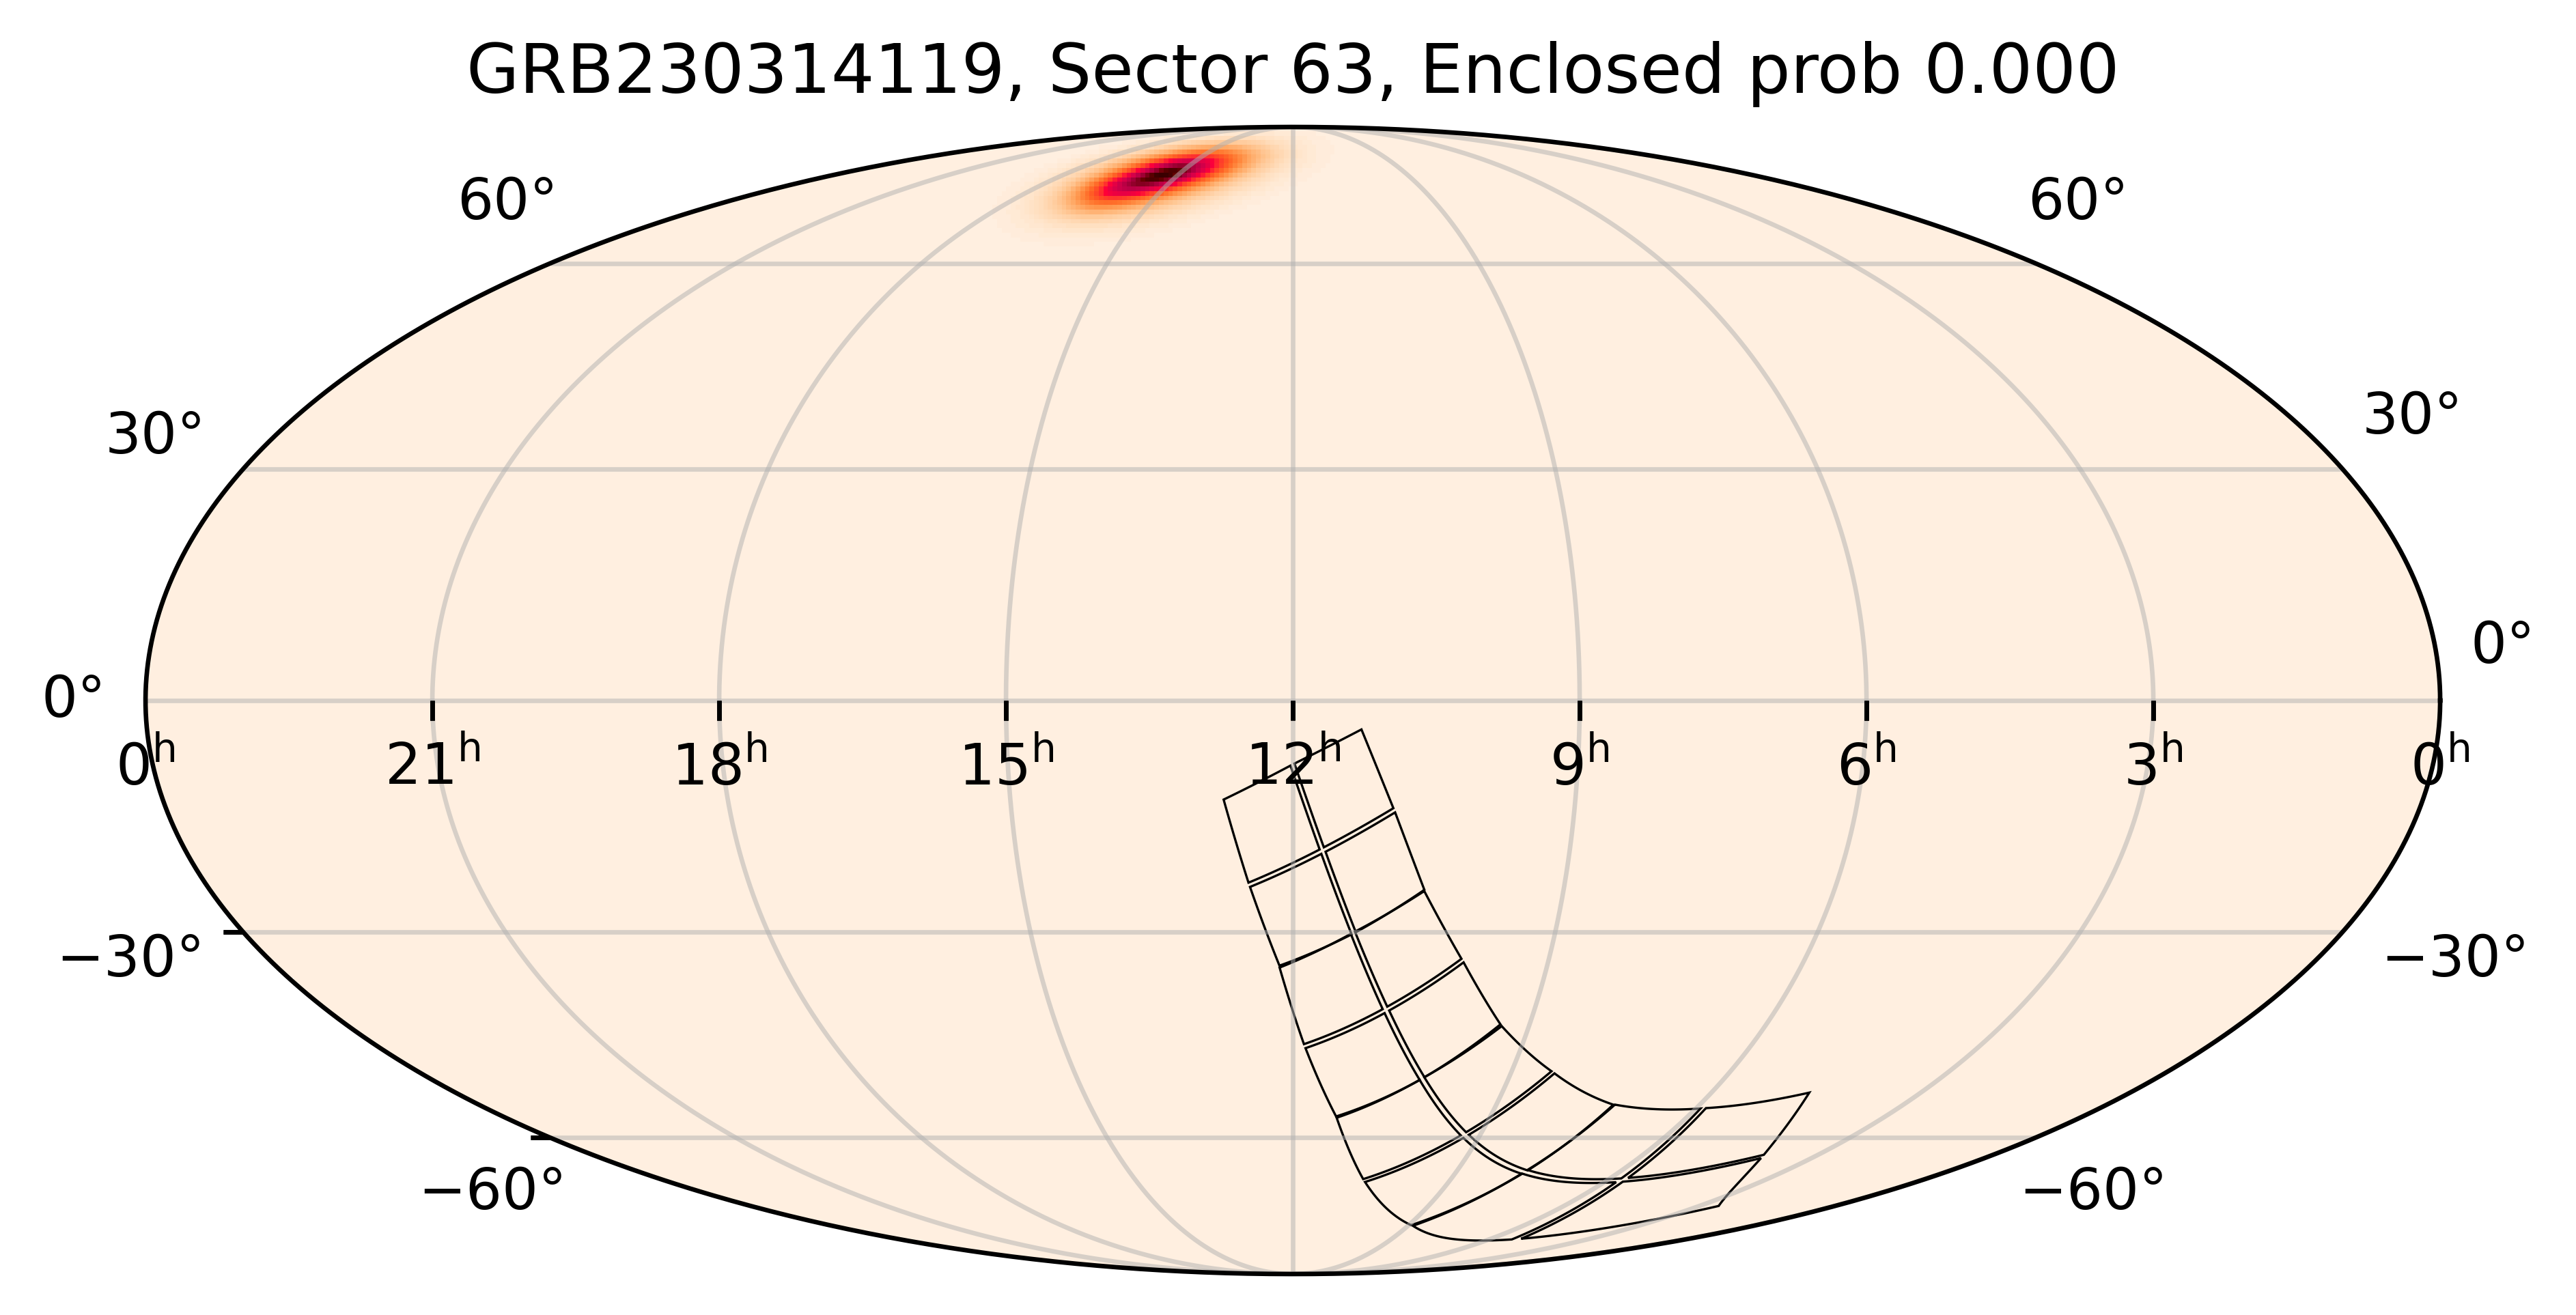 GRB230314119, Sector 63, Enclosed prob 0.000
60° 60°
30° 30°
0° 0°
0h 21h 18h 15h 12h 9h 6h 3h 0h
−30° −30°
−60° −60°